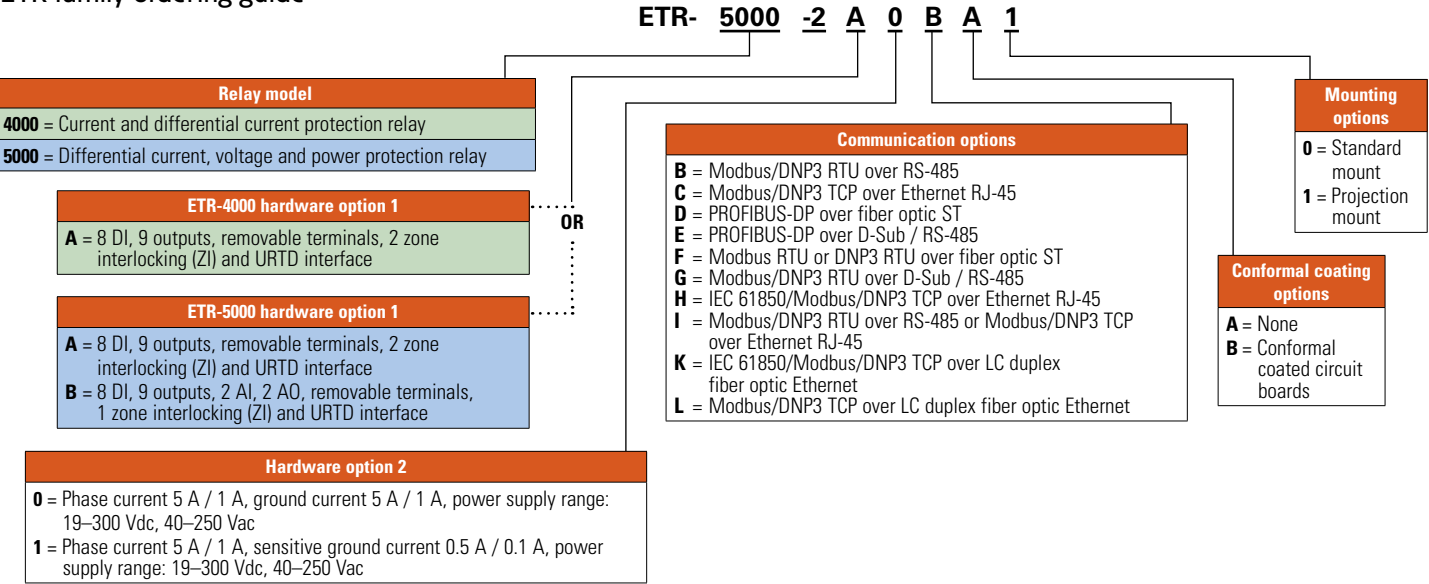 ETR- 5000 -2 A 0 B A 1
Relay model
4000 = Current and differential current protection relay
5000 = Differential current, voltage and power protection relay
ETR-4000 hardware option 1
A = 8 DI, 9 outputs, removable terminals, 2 zone
interlocking (ZI) and URTD interface
OR
ETR-5000 hardware option 1
A = 8 DI, 9 outputs, removable terminals, 2 zone
interlocking (ZI) and URTD interface
B = 8 DI, 9 outputs, 2 AI, 2 AO, removable terminals,
1 zone interlocking (ZI) and URTD interface
Hardware option 2
0 = Phase current 5 A / 1 A, ground current 5 A / 1 A, power supply range:
19–300 Vdc, 40–250 Vac
1 = Phase current 5 A / 1 A, sensitive ground current 0.5 A / 0.1 A, power
supply range: 19–300 Vdc, 40–250 Vac
Communication options
B = Modbus/DNP3 RTU over RS-485
C = Modbus/DNP3 TCP over Ethernet RJ-45
D = PROFIBUS-DP over fiber optic ST
E = PROFIBUS-DP over D-Sub / RS-485
F = Modbus RTU or DNP3 RTU over fiber optic ST
G = Modbus/DNP3 RTU over D-Sub / RS-485
H = IEC 61850/Modbus/DNP3 TCP over Ethernet RJ-45
I = Modbus/DNP3 RTU over RS-485 or Modbus/DNP3 TCP
over Ethernet RJ-45
K = IEC 61850/Modbus/DNP3 TCP over LC duplex
fiber optic Ethernet
L = Modbus/DNP3 TCP over LC duplex fiber optic Ethernet
Conformal coating
options
A = None
B = Conformal
coated circuit
boards
Mounting
options
0 = Standard
mount
1 = Projection
mount